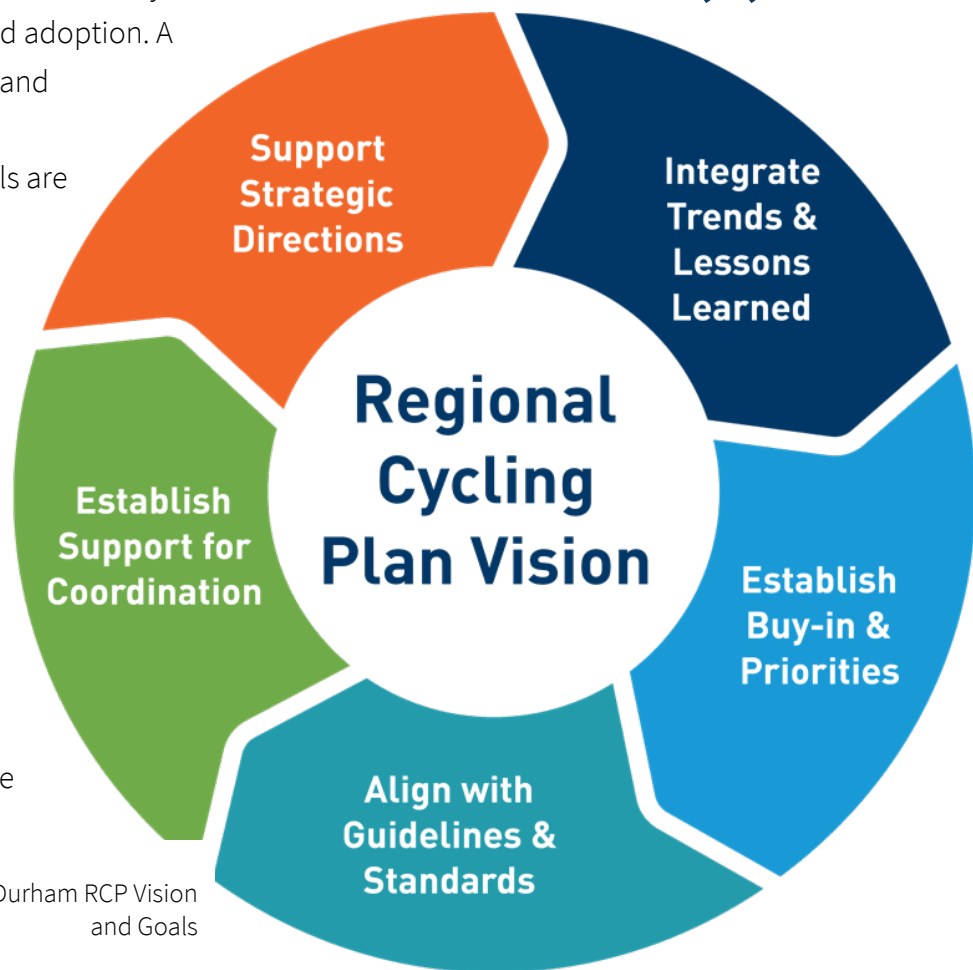 d adoption. A
and
ls are
Support
Strategic
Directions
Integrate
Trends &
Lessons
Learned
Regional
Cycling
Plan Vision
Establish
Support for
Coordination
Establish
Buy-in &
Priorities
Align with
Guidelines &
Standards
e
Durham RCP Vision
and Goals